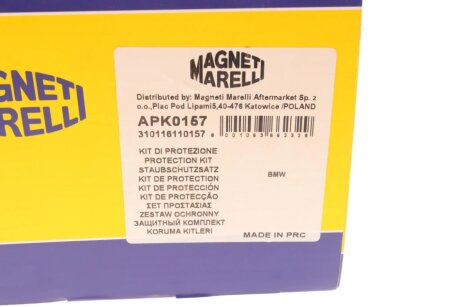 MAGNETI
MARELLI
GNETI
RELLI
Distributed by: Magneti Marelli Aftermarket Sp. z
o.o.,Plac Pod Lipami5,40-476 Katowice /POLAND
APK0157
310116110157
KIT DI PROTEZIONE
PROTECTION KIT
STAUBSCHUTZSATZ
KIT DE PROTECTION
BMW
KIT DE PROTECCIÓN
KIT DE PROTECÇÃO
ΣΕΤ ΠΡΟΣΤΑΣΙΑΣ
ZESTAW OCHRONNY
ЗАЩИТНЫЙ КОМПЛЕКТ
KORUMA KITLERI
MADE IN PRC